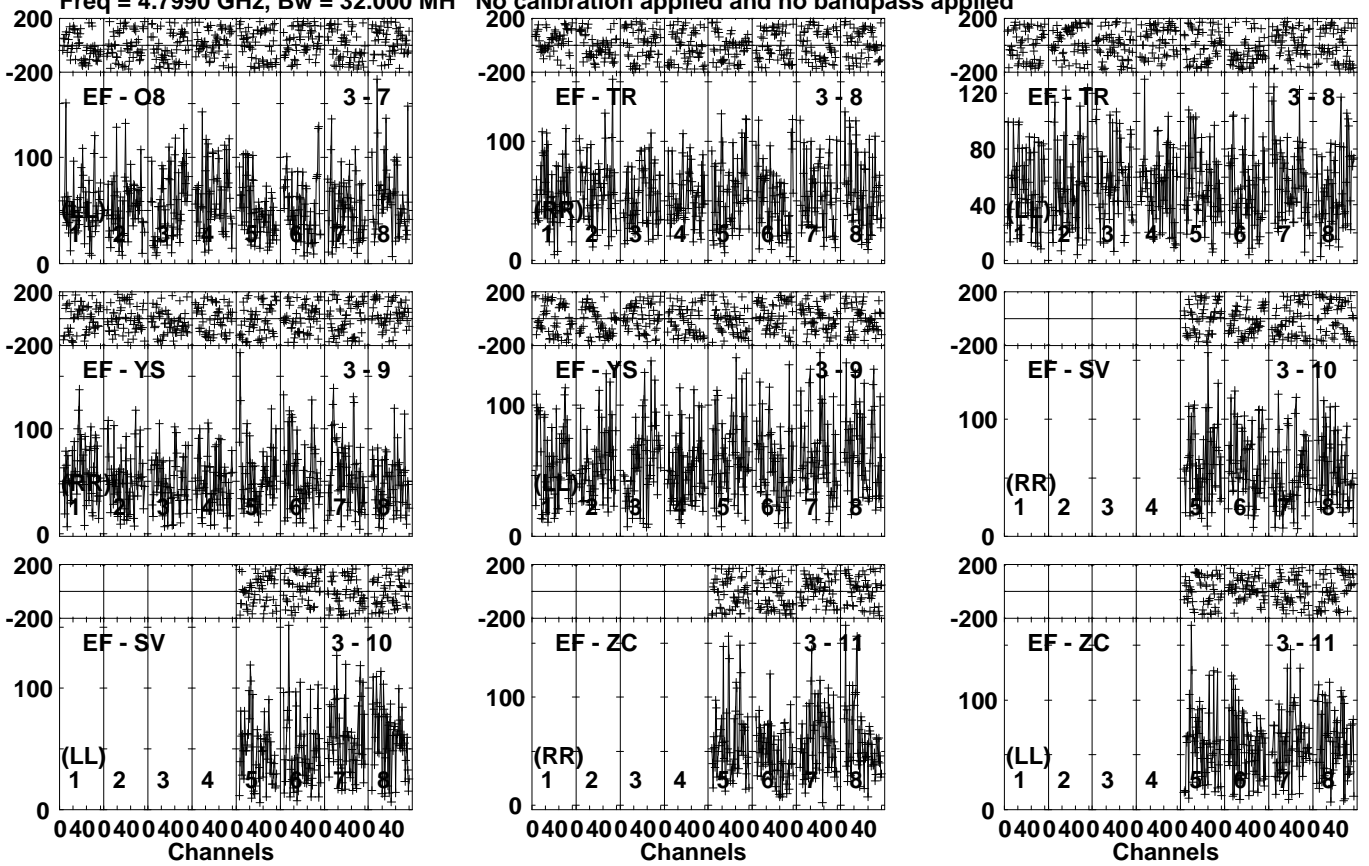 Freq = 4.7990 GHz, Bw = 32.000 MH No calibration applied and no bandpass applied
200 200 200
-200 -200 -200
EF - O8 3 - 7 EF - TR 3 - 8 120 EF - TR 3 - 8
100 100 80
40
(LL) (RR) (LL)
1 2 3 4 5 6 7 8 1 2 3 4 5 6 7 8 1 2 3 4 5 6 7 8
0 0 0
200 200 200
-200 -200 -200
EF - YS 3 - 9 EF - YS 3 - 9 EF - SV 3 - 10
100 100 100
(RR) (LL) (RR)
1 2 3 4 5 6 7 8 1 2 3 4 5 6 7 8 1 2 3 4 5 6 7 8
0 0 0
200 200 200
-200 -200 -200
EF - SV 3 - 10 EF - ZC 3 - 11 EF - ZC 3 - 11
100 100 100
(LL) (RR) (LL)
1 2 3 4 5 6 7 8 1 2 3 4 5 6 7 8 1 2 3 4 5 6 7 8
0 0 0
0 40 0 40 0 40 0 40 0 40 0 40 0 40 0 40 0 40 0 40 0 40 0 40 0 40 0 40 0 40 0 40 0 40 0 40 0 40 0 40 0 40 0 40 0 40 0 40
Channels Channels Channels